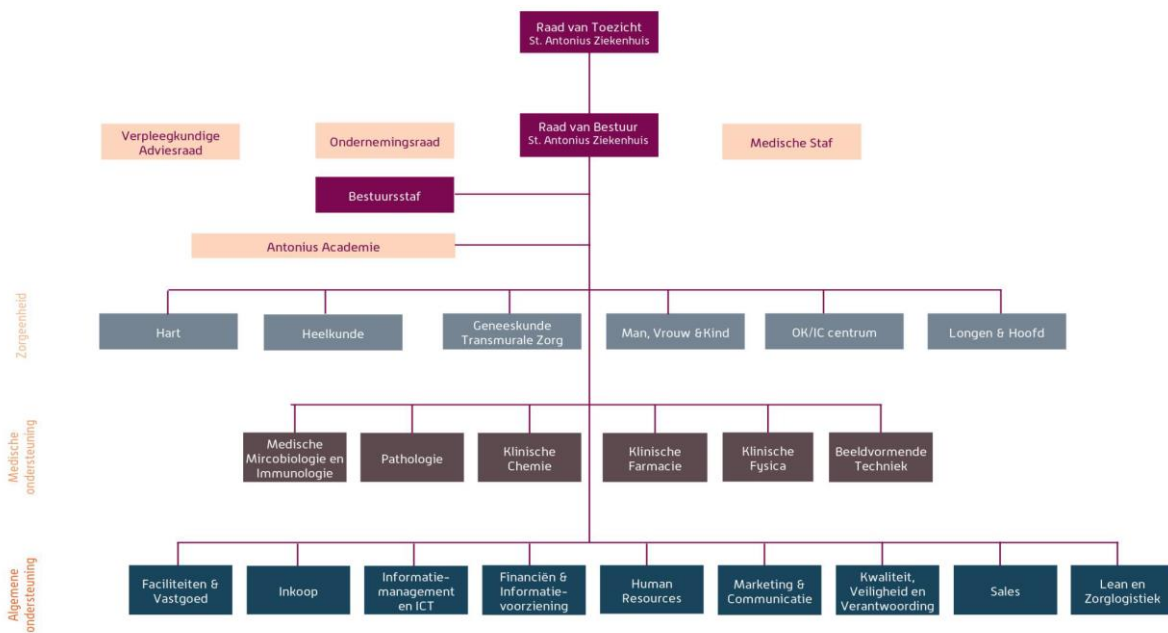 Raad van Toezicht
St. Antonius Ziekenhuis
Raad van Bestuur
St. Antonius Ziekenhuis
Verpleegkundige
Adviesraad
Ondernemingsraad
Medische Staf
Bestuursstaf
Antonius Academie
Zorgeenheid
Hart
Heelkunde
Geneeskunde
Transmurale Zorg
Man, Vrouw &Kind
OK/IC centrum
Longen & Hoofd
Medische
ondersteuning
Medische
Mircobiologie en
Immunologie
Pathologie
Klinische
Chemie
Klinische
Farmacie
Klinische
Fysica
Beeldvormende
Techniek
Algemene
ondersteuning
Faciliteiten &
Vastgoed
Inkoop
Informatie-
management
en ICT
Financiën &
Informatie-
voorziening
Human
Resources
Marketing &
Communicatie
Kwaliteit,
Veiligheid en
Verantwoording
Sales
Lean en
Zorglogistiek